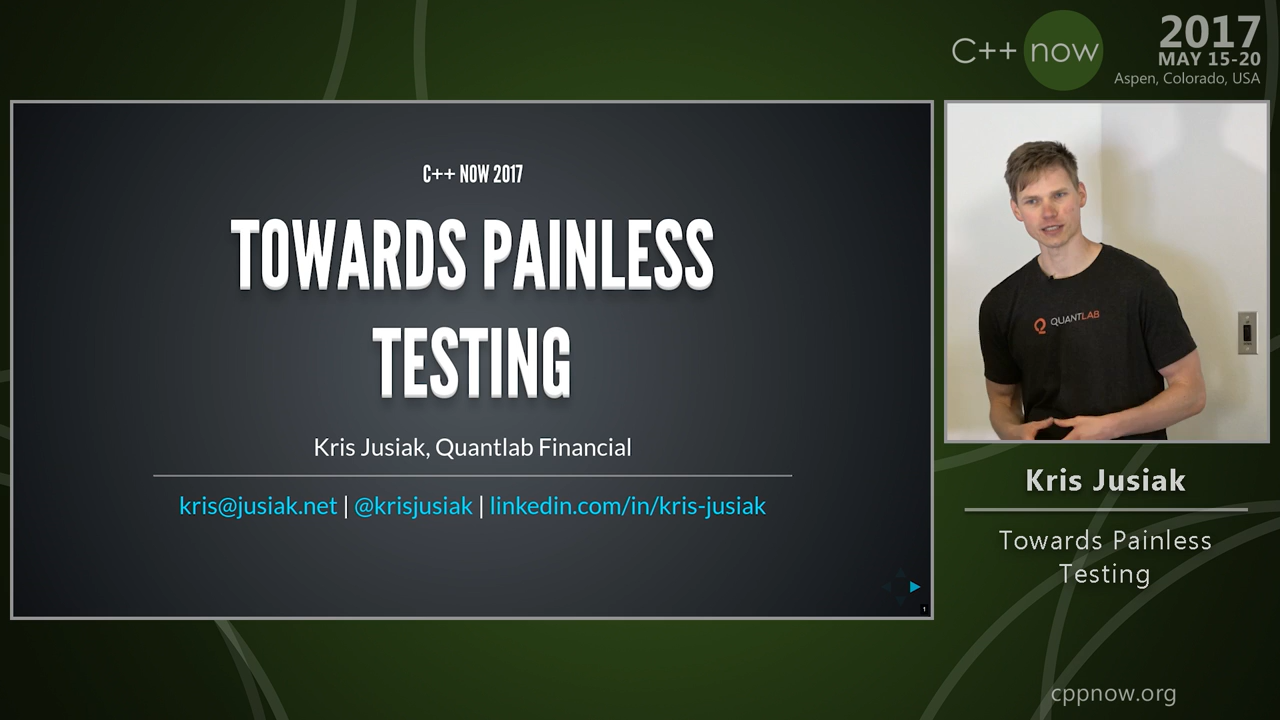 C++ now
2017
MAY 15-20
Aspen, Colorado, USA
C++ NOW 2017
TOWARDS PAINLESS
TESTING
Kris Jusiak, Quantlab Financial
kris@jusiak.net | @krisjusiak | linkedin.com/in/kris-jusiak
1
QUANTLAB
Kris Jusiak
Towards Painless
Testing
cppnow.org